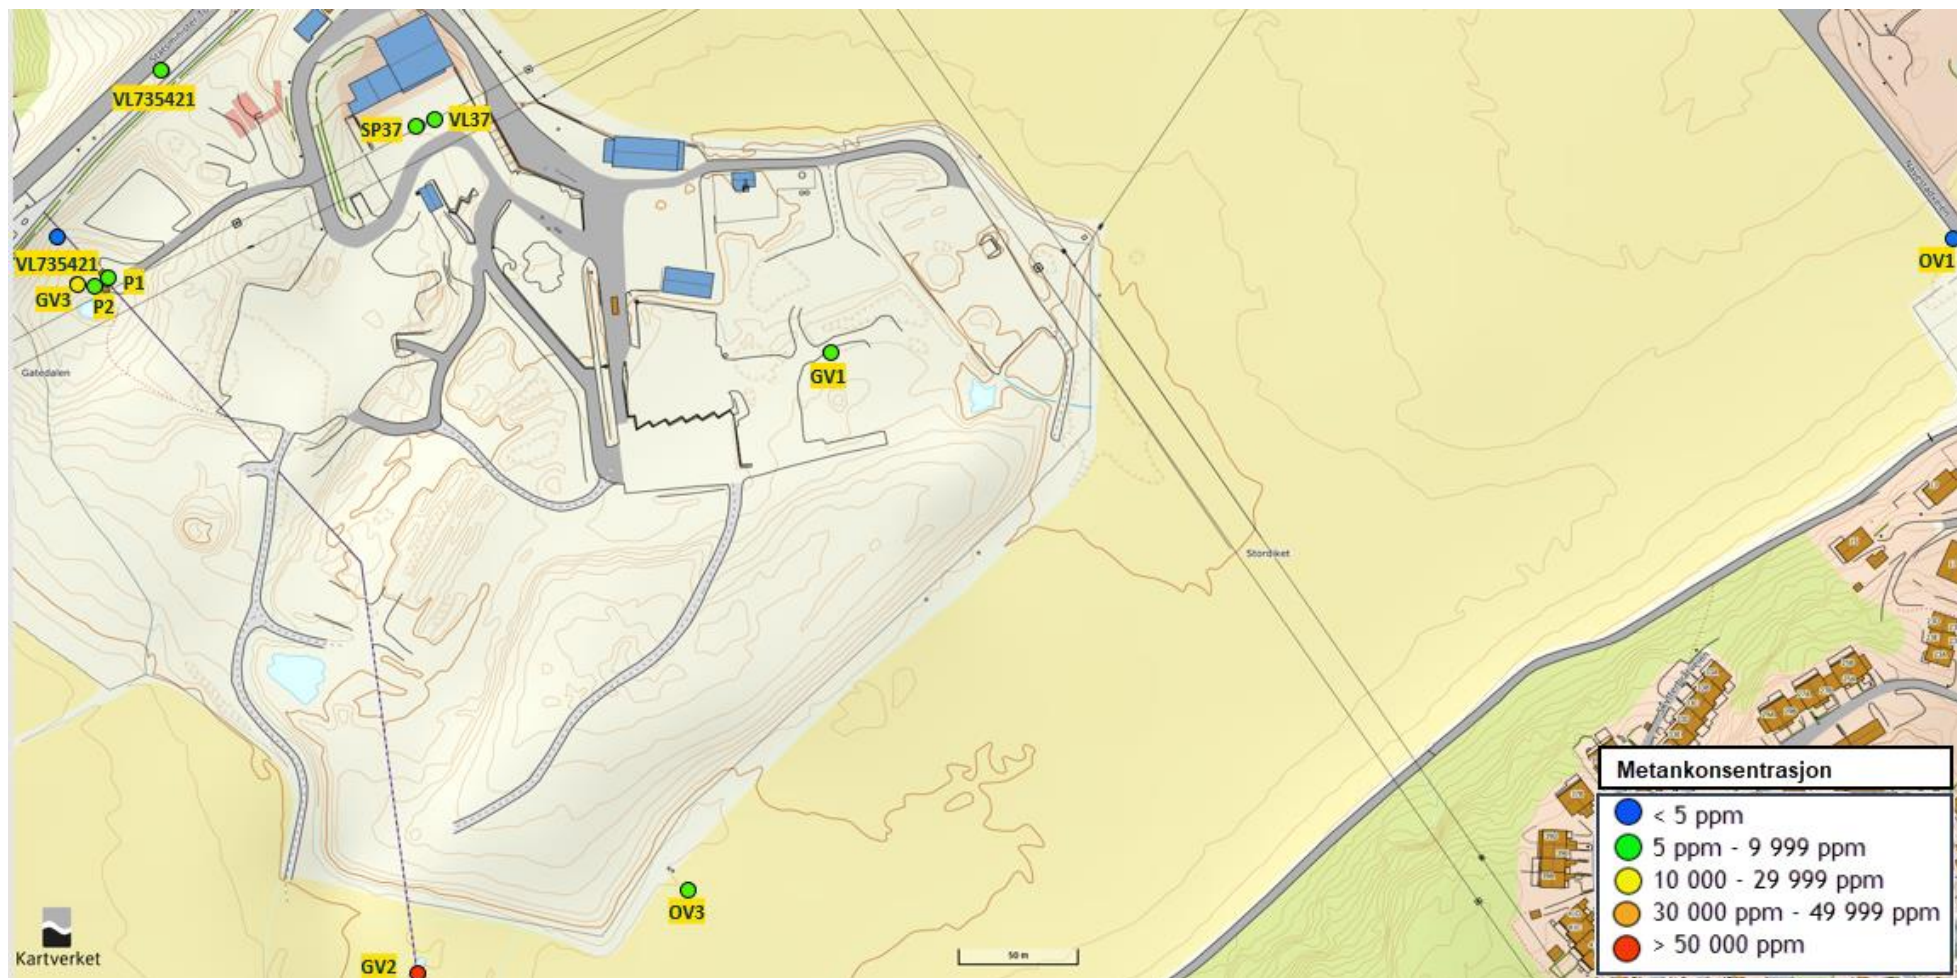 VL735421
SP37
VL37
VL735421
P1
GV3
P2
OV1
Gatedalen
GV1
Stordiket
OV3
GV2
Kartverket
50 m
Metankonsentrasjon
< 5 ppm
5 ppm - 9 999 ppm
10 000 - 29 999 ppm
30 000 ppm - 49 999 ppm
> 50 000 ppm